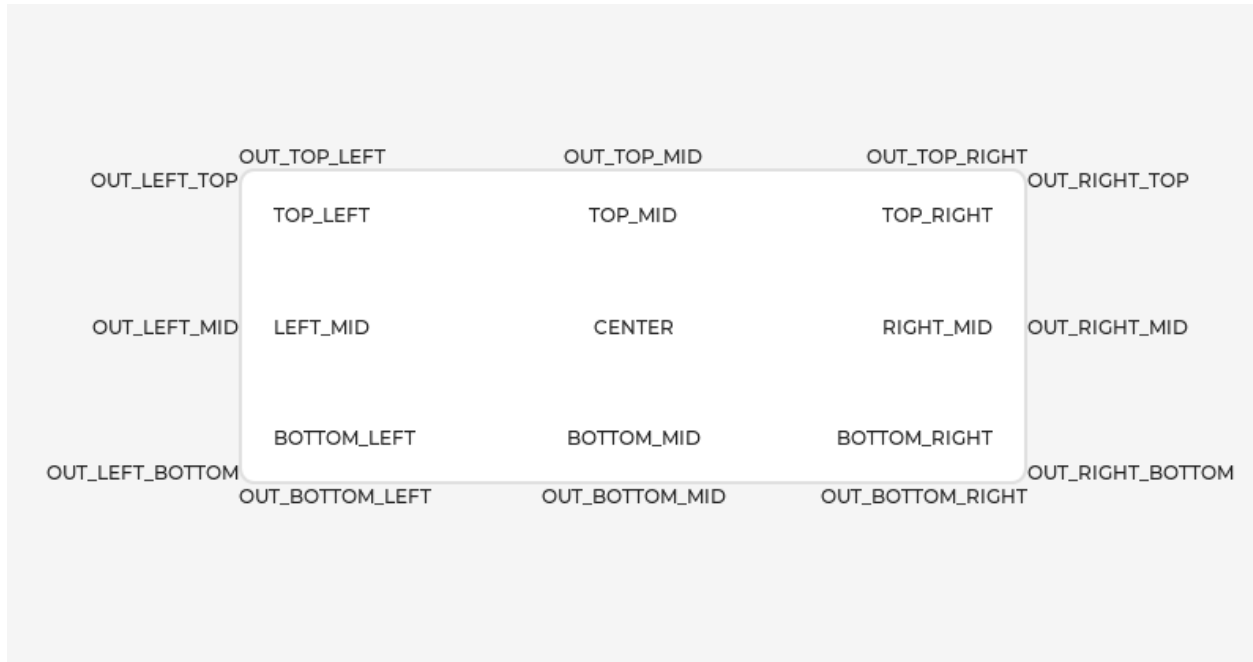 OUT_TOP_LEFT OUT_TOP_MID OUT_TOP_RIGHT
OUT_LEFT_TOP OUT_RIGHT_TOP
TOP_LEFT TOP_MID TOP_RIGHT
OUT_LEFT_MID LEFT_MID CENTER RIGHT_MID OUT_RIGHT_MID
BOTTOM_LEFT BOTTOM_MID BOTTOM_RIGHT
OUT_LEFT_BOTTOM OUT_RIGHT_BOTTOM
OUT_BOTTOM_LEFT OUT_BOTTOM_MID OUT_BOTTOM_RIGHT